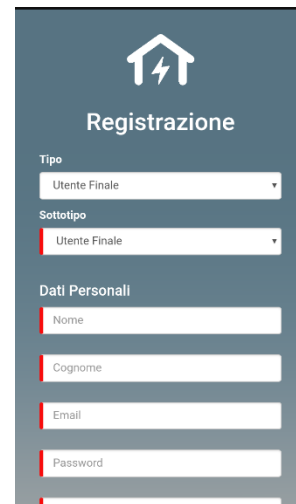 Registrazione
Tipo
Utente Finale
Sottotipo
Utente Finale
Dati Personali
Nome
Cognome
Email
Password